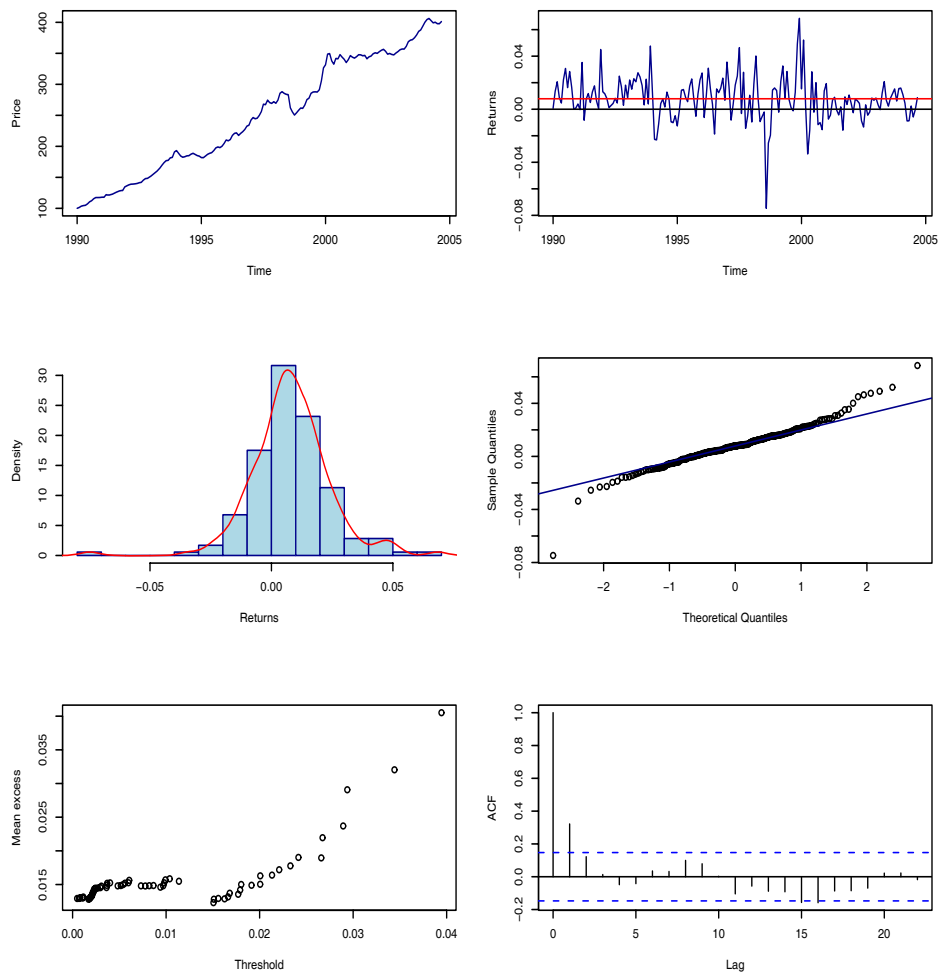 400
300
200
100
Price
1990 1995 2000 2005
Time
0.04
0.00
−0.04
−0.08
Returns
1990 1995 2000 2005
Time
30
25
20
15
10
5
0
Density
−0.05 0.00 0.05
Returns
0.04
0.00
−0.04
−0.08
Sample Quantiles
−2 −1 0 1 2
Theoretical Quantiles
0.035
0.025
0.015
Mean excess
0.00 0.01 0.02 0.03 0.04
Threshold
1.0
0.8
0.6
0.4
0.2
0.0
−0.2
ACF
0 5 10 15 20
Lag